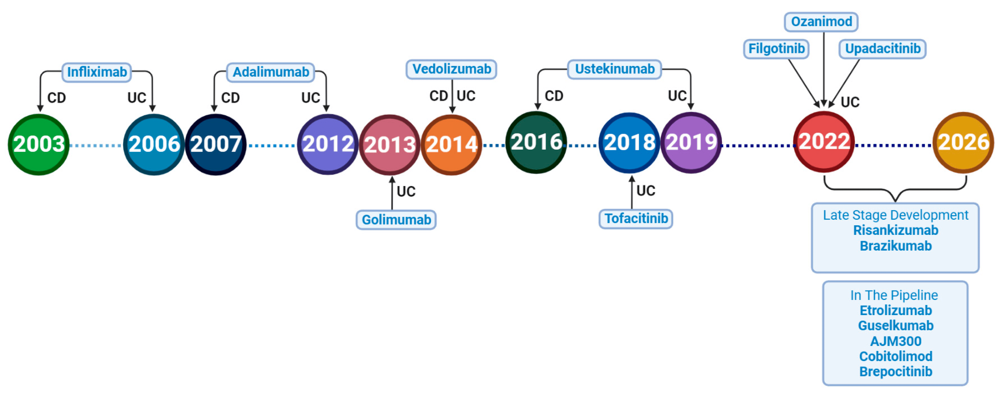 Ozanimod
Filgotinib
Upadacitinib
Infliximab
Adalimumab
Vedolizumab
Ustekinumab
CD
UC
CD
UC
CD UC
CD
UC
UC
2003
2006
2007
2012
2013
2014
2016
2018
2019
2022
2026
UC
UC
Golimumab
Tofacitinib
Late Stage Development
Risankizumab
Brazikumab
In The Pipeline
Etrolizumab
Guselkumab
AJM300
Cobitolimod
Brepocitinib